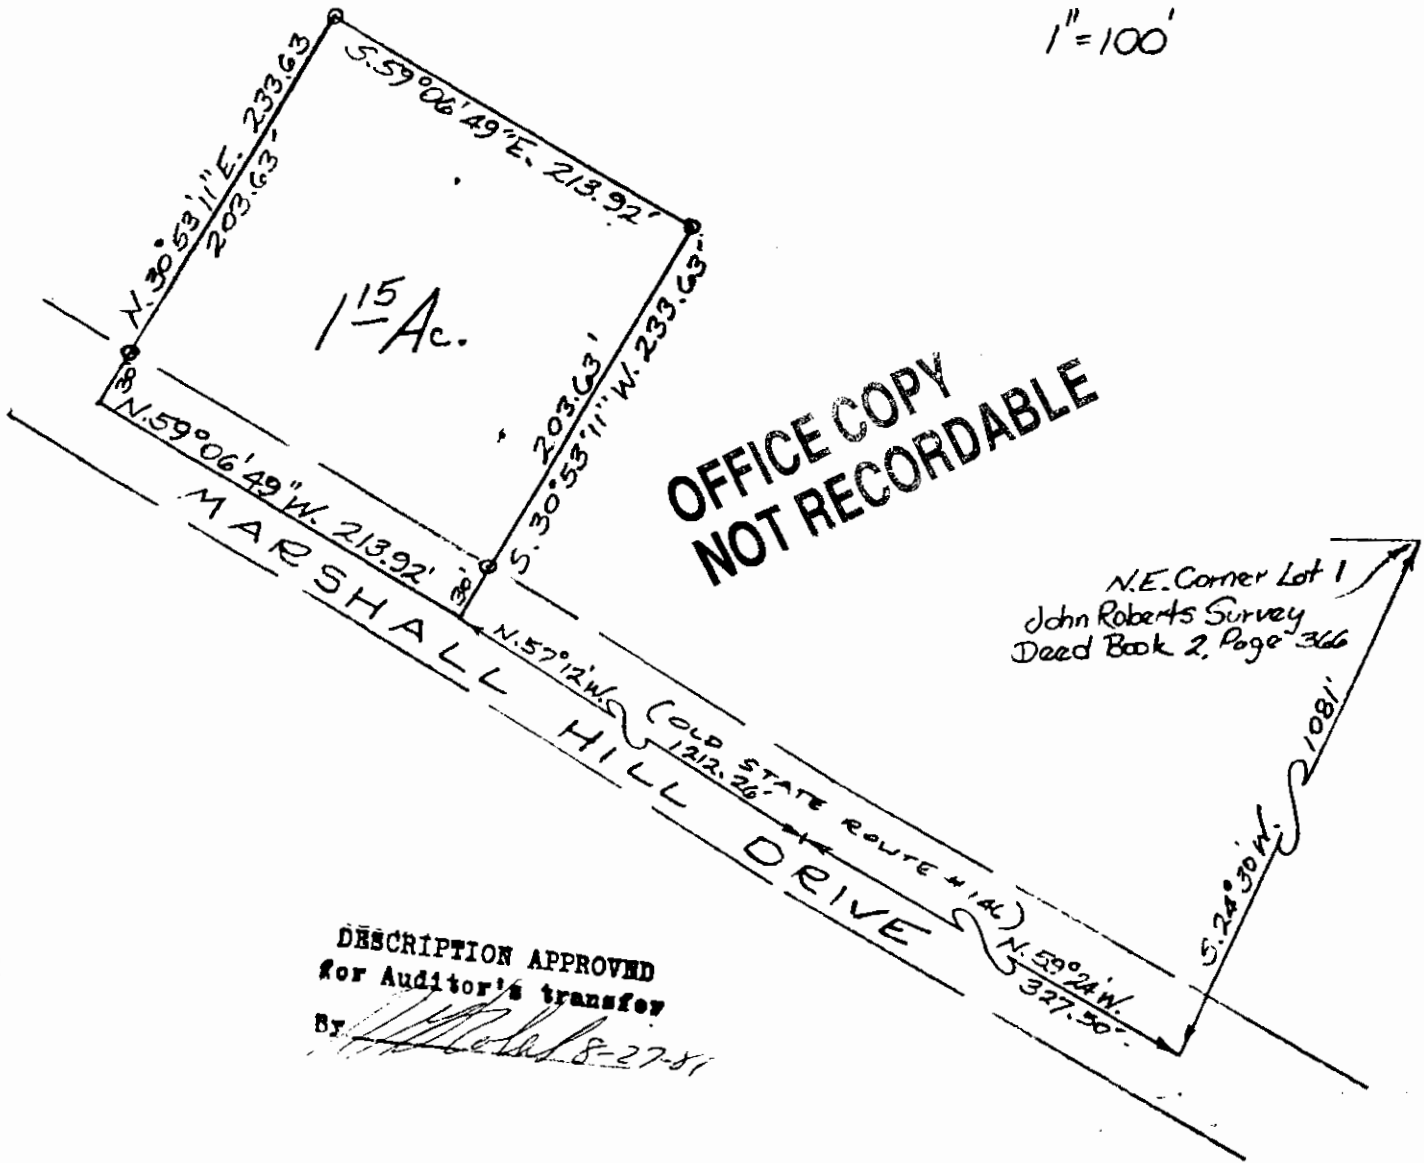 1"=100'
S.59°06'49"E. 213.92'
N.30°53'11"E. 233.63
203.63'
1 15 Ac.
203.63'
S.30°53'11"W. 233.63'
30'
N.59°06'49"W. 213.92'
30'
OFFICE COPY
NOT RECORDABLE
N.E. Corner Lot 1
John Roberts Survey
Deed Book 2, Page 366
1081'
S.24°30'W.
N.57°12'W.
1212.26'
(OLD STATE ROUTE #146)
MARSHALL HILL DRIVE
N.59°24'W.
327.50'
DESCRIPTION APPROVED
for Auditor's transfer
By
8-27-81